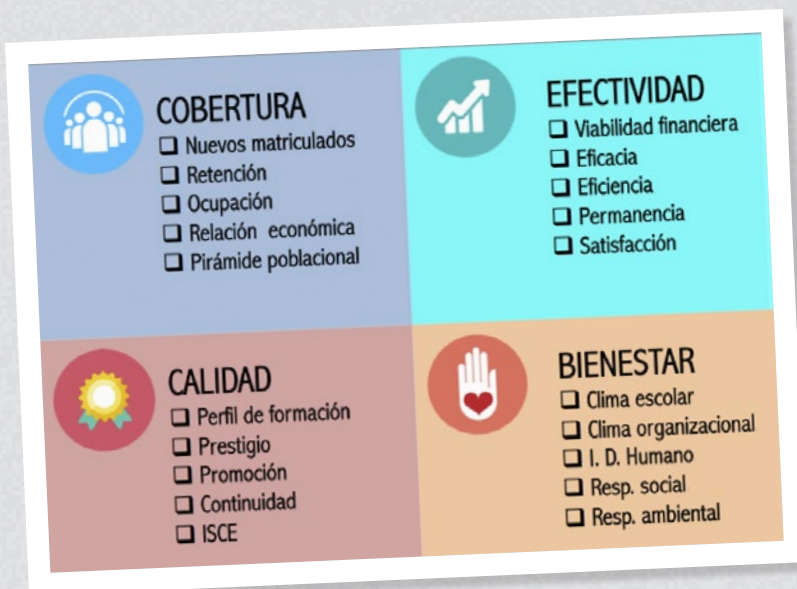 COBERTURA
❑ Nuevos matriculados
❑ Retención
❑ Ocupación
❑ Relación económica
❑ Pirámide poblacional
EFECTIVIDAD
❑ Viabilidad financiera
❑ Eficacia
❑ Eficiencia
❑ Permanencia
❑ Satisfacción
CALIDAD
❑ Perfil de formación
❑ Prestigio
❑ Promoción
❑ Continuidad
❑ ISCE
BIENESTAR
❑ Clima escolar
❑ Clima organizacional
❑ I. D. Humano
❑ Resp. social
❑ Resp. ambiental